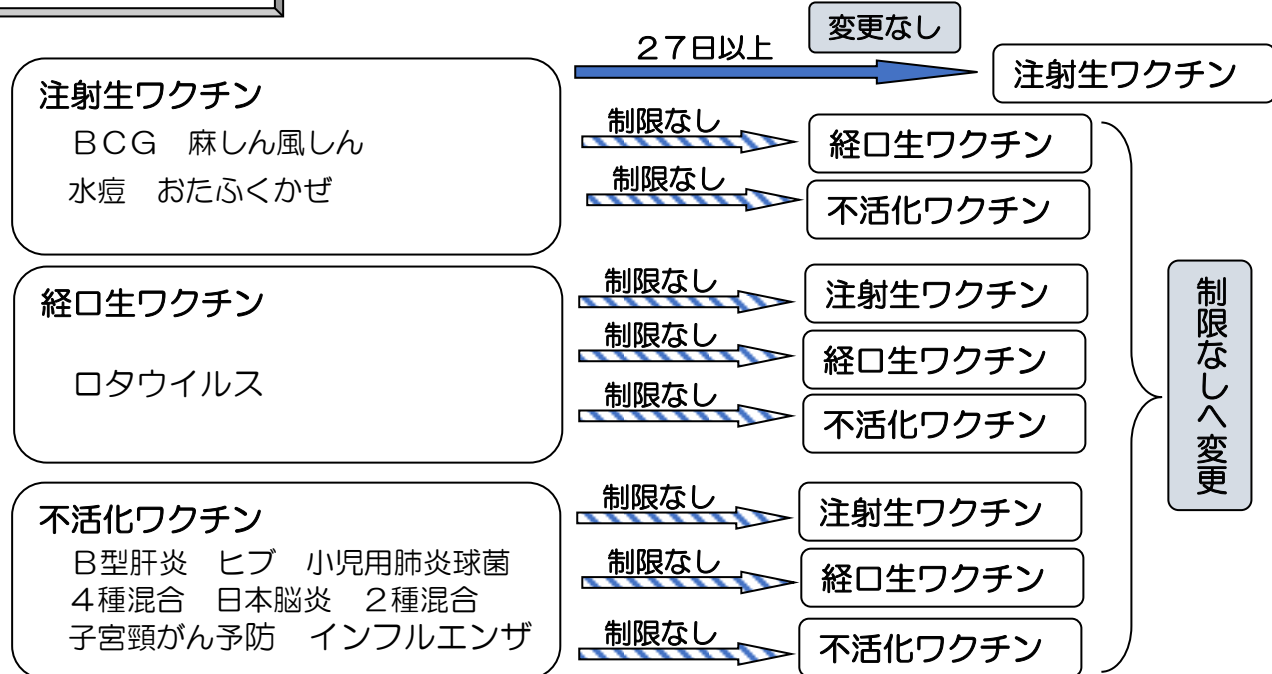 変更なし
27日以上
注射生ワクチン
注射生ワクチン
BCG 麻しん風しん
水痘 おたふくかぜ
制限なし
経口生ワクチン
制限なし
不活化ワクチン
経口生ワクチン
ロタウイルス
制限なし
注射生ワクチン
制限なし
経口生ワクチン
制限なし
不活化ワクチン
不活化ワクチン
B型肝炎 ヒブ 小児用肺炎球菌
4種混合 日本脳炎 2種混合
子宮頸がん予防 インフルエンザ
制限なし
注射生ワクチン
制限なし
経口生ワクチン
制限なし
不活化ワクチン
制限なしへ変更